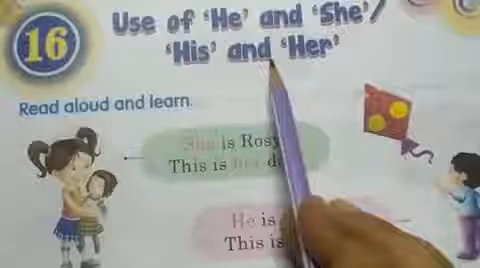 16
Use of ‘He’ and ‘She’/
‘His’ and ‘Her’
Read aloud and learn.
She is Rosy
This is her
He is
This is